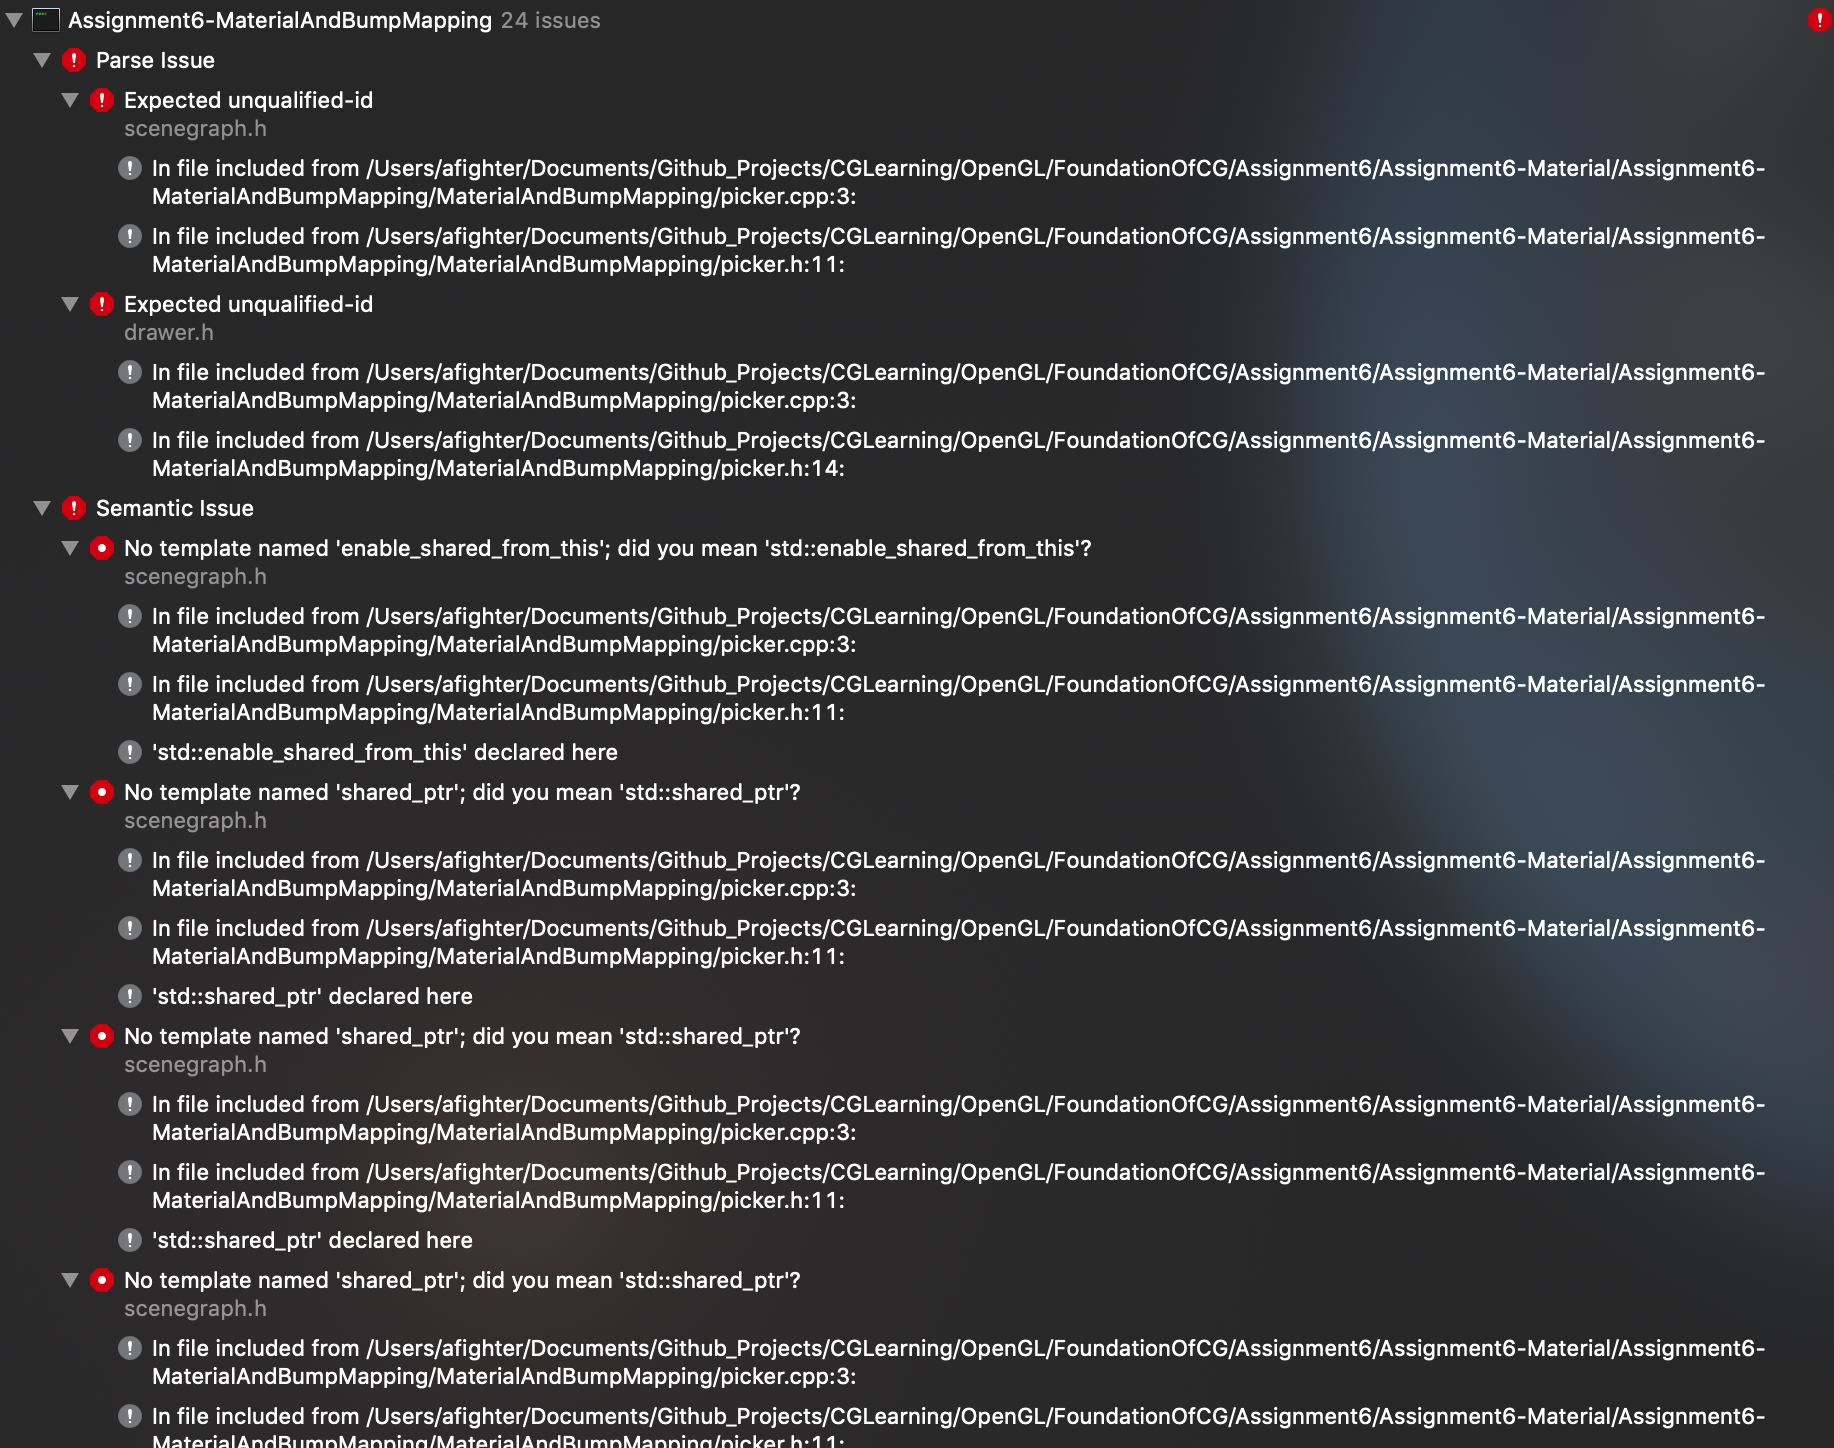 Assignment6-MaterialAndBumpMapping 24 issues
Parse Issue
Expected unqualified-id
scenegraph.h
In file included from /Users/afighter/Documents/Github_Projects/CGLearning/OpenGL/FoundationOfCG/Assignment6/Assignment6-Material/Assignment6-
MaterialAndBumpMapping/MaterialAndBumpMapping/picker.cpp:3:
In file included from /Users/afighter/Documents/Github_Projects/CGLearning/OpenGL/FoundationOfCG/Assignment6/Assignment6-Material/Assignment6-
MaterialAndBumpMapping/MaterialAndBumpMapping/picker.h:11:
Expected unqualified-id
drawer.h
In file included from /Users/afighter/Documents/Github_Projects/CGLearning/OpenGL/FoundationOfCG/Assignment6/Assignment6-Material/Assignment6-
MaterialAndBumpMapping/MaterialAndBumpMapping/picker.cpp:3:
In file included from /Users/afighter/Documents/Github_Projects/CGLearning/OpenGL/FoundationOfCG/Assignment6/Assignment6-Material/Assignment6-
MaterialAndBumpMapping/MaterialAndBumpMapping/picker.h:14:
Semantic Issue
No template named 'enable_shared_from_this'; did you mean 'std::enable_shared_from_this'?
scenegraph.h
In file included from /Users/afighter/Documents/Github_Projects/CGLearning/OpenGL/FoundationOfCG/Assignment6/Assignment6-Material/Assignment6-
MaterialAndBumpMapping/MaterialAndBumpMapping/picker.cpp:3:
In file included from /Users/afighter/Documents/Github_Projects/CGLearning/OpenGL/FoundationOfCG/Assignment6/Assignment6-Material/Assignment6-
MaterialAndBumpMapping/MaterialAndBumpMapping/picker.h:11:
'std::enable_shared_from_this' declared here
No template named 'shared_ptr'; did you mean 'std::shared_ptr'?
scenegraph.h
In file included from /Users/afighter/Documents/Github_Projects/CGLearning/OpenGL/FoundationOfCG/Assignment6/Assignment6-Material/Assignment6-
MaterialAndBumpMapping/MaterialAndBumpMapping/picker.cpp:3:
In file included from /Users/afighter/Documents/Github_Projects/CGLearning/OpenGL/FoundationOfCG/Assignment6/Assignment6-Material/Assignment6-
MaterialAndBumpMapping/MaterialAndBumpMapping/picker.h:11:
'std::shared_ptr' declared here
No template named 'shared_ptr'; did you mean 'std::shared_ptr'?
scenegraph.h
In file included from /Users/afighter/Documents/Github_Projects/CGLearning/OpenGL/FoundationOfCG/Assignment6/Assignment6-Material/Assignment6-
MaterialAndBumpMapping/MaterialAndBumpMapping/picker.cpp:3:
In file included from /Users/afighter/Documents/Github_Projects/CGLearning/OpenGL/FoundationOfCG/Assignment6/Assignment6-Material/Assignment6-
MaterialAndBumpMapping/MaterialAndBumpMapping/picker.h:11:
'std::shared_ptr' declared here
No template named 'shared_ptr'; did you mean 'std::shared_ptr'?
scenegraph.h
In file included from /Users/afighter/Documents/Github_Projects/CGLearning/OpenGL/FoundationOfCG/Assignment6/Assignment6-Material/Assignment6-
MaterialAndBumpMapping/MaterialAndBumpMapping/picker.cpp:3:
In file included from /Users/afighter/Documents/Github_Projects/CGLearning/OpenGL/FoundationOfCG/Assignment6/Assignment6-Material/Assignment6-
MaterialAndBumpMapping/MaterialAndBumpMapping/picker.h:11: